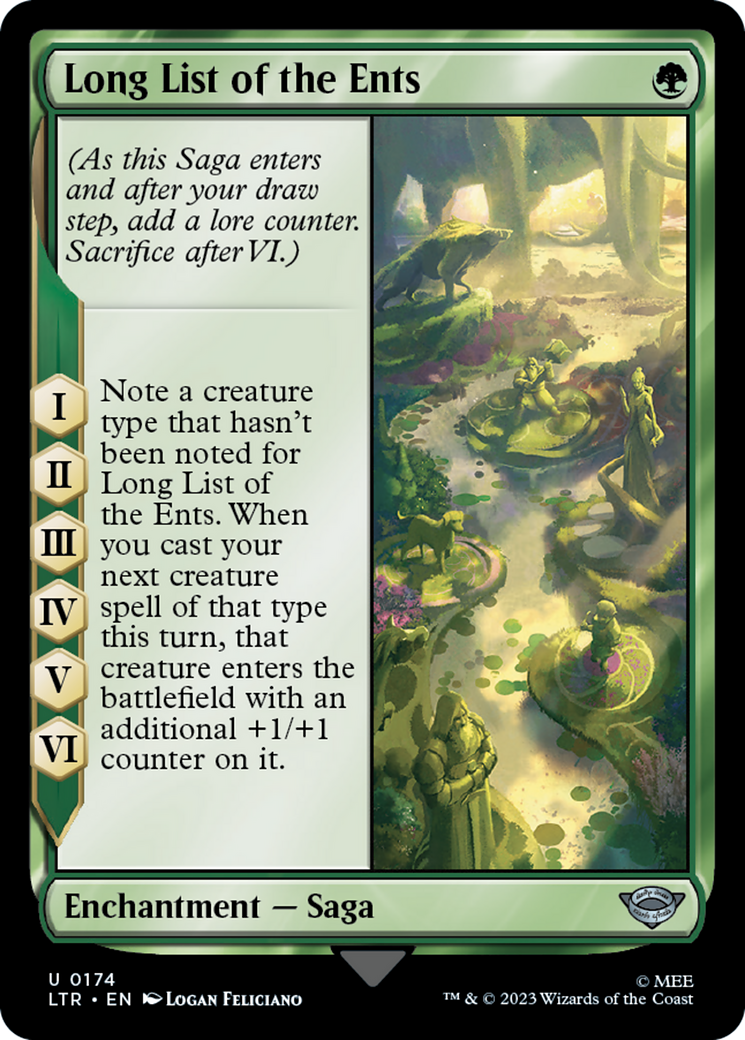 Long List of the Ents
(As this Saga enters
and after your draw
step, add a lore counter.
Sacrifice after VI.)
I
II
III
IV
V
VI
Note a creature
type that hasn't
been noted for
Long List of
the Ents. When
you cast your
next creature
spell of that type
this turn, that
creature enters the
battlefield with an
additional +1/+1
counter on it.
Enchantment — Saga
U 0174
LTR • EN Logan Feliciano
© MEE
™ & © 2023 Wizards of the Coast